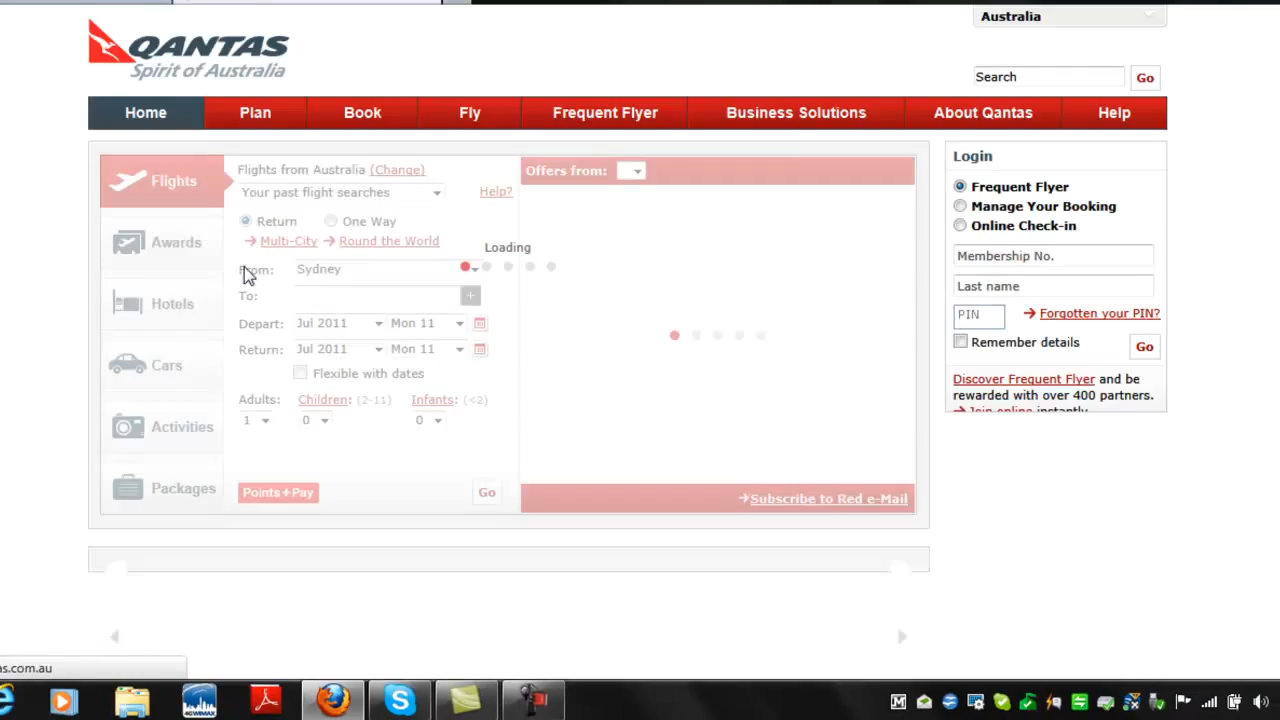 Australia
QANTAS
Spirit of Australia
Search Go
Home Plan Book Fly Frequent Flyer Business Solutions About Qantas Help
Flights
Awards
Hotels
Cars
Activities
Packages
Flights from Australia (Change)
Your past flight searches Help?
Return One Way
Multi-City Round the World
From: Sydney
To: +
Depart: Jul 2011 Mon 11
Return: Jul 2011 Mon 11
Flexible with dates
Adults: Children: (2-11) Infants: (<2)
1 0 0
Points+Pay Go
Loading
Offers from:
Subscribe to Red e-Mail
Login
Frequent Flyer
Manage Your Booking
Online Check-in
Membership No.
Last name
PIN Forgotten your PIN?
Remember details Go
Discover Frequent Flyer and be
rewarded with over 400 partners.
Join online instantly
as.com.au
4GWIMAX